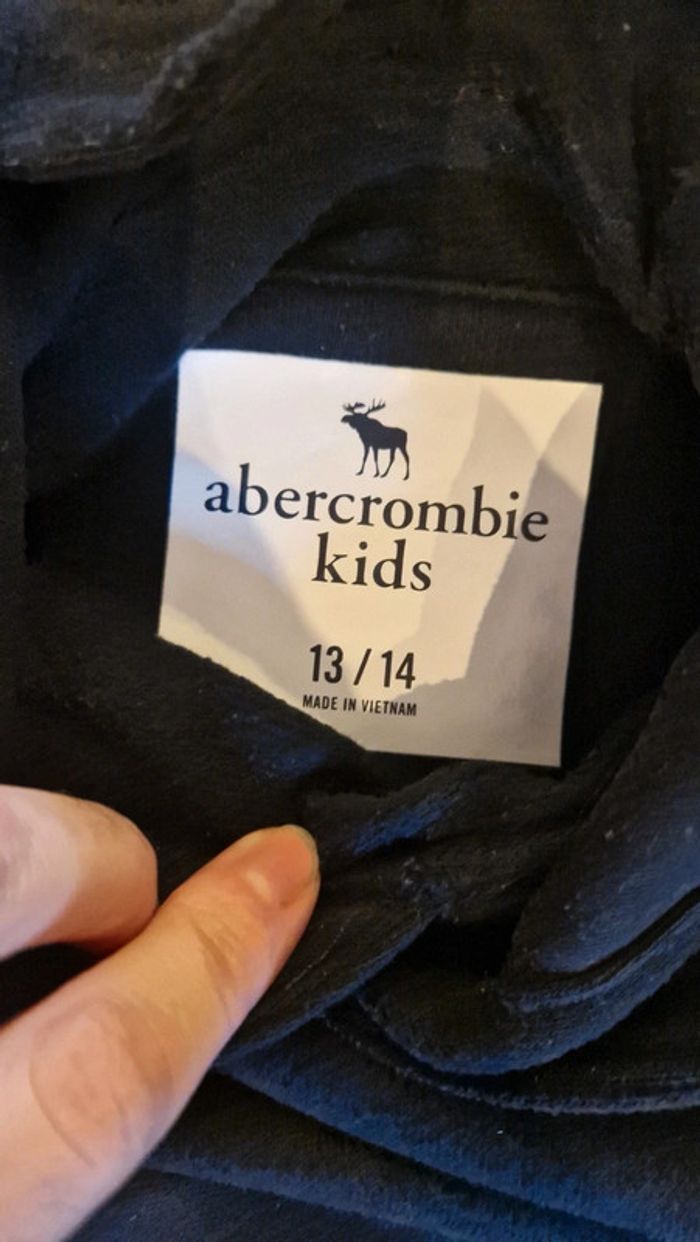 abercrombie
kids
13 / 14
MADE IN VIETNAM